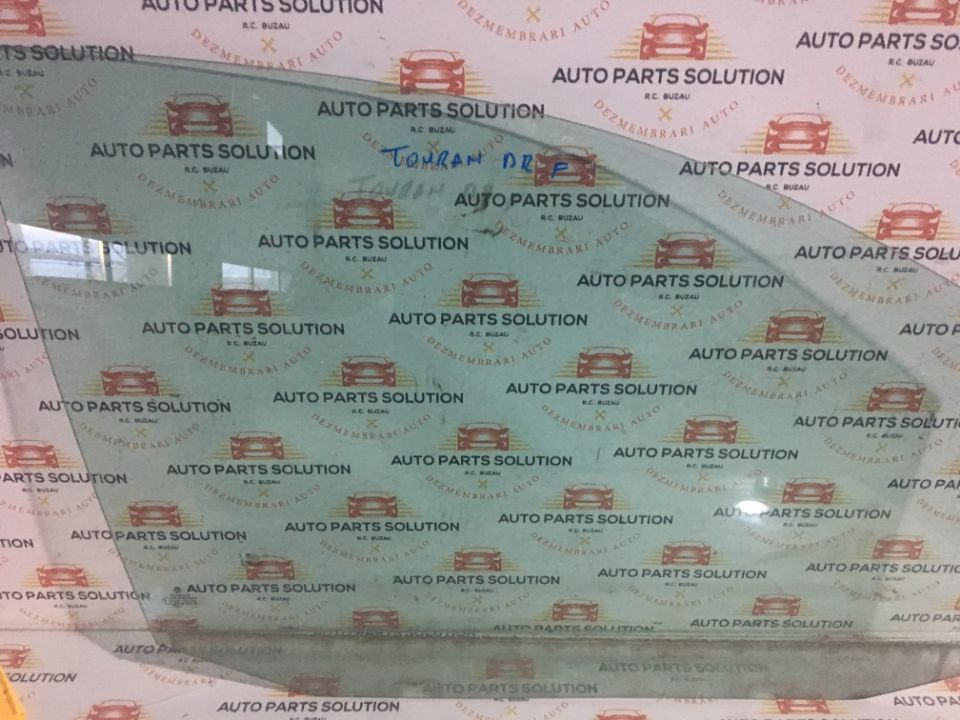 AUTO PARTS SOLUTION
R.C. BUZAU
DEZMEMBRARI AUTO
TOURAN DR F